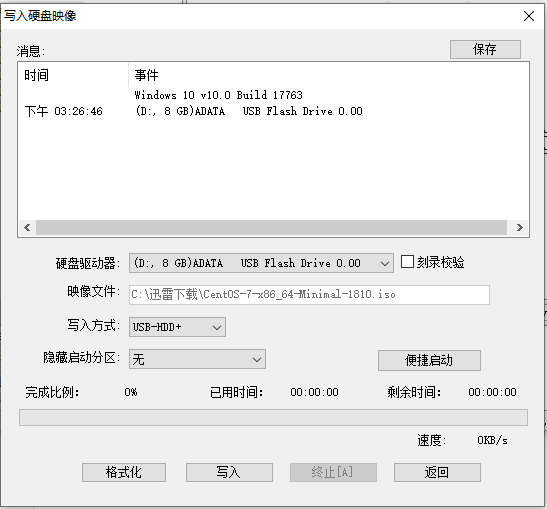 写入硬盘映像
消息:
保存
时间 事件
Windows 10 v10.0 Build 17763
下午 03:26:46 (D:, 8 GB)ADATA USB Flash Drive 0.00
硬盘驱动器: (D:, 8 GB)ADATA USB Flash Drive 0.00 刻录校验
映像文件: C:\迅雷下载\CentOS-7-x86_64-Minimal-1810.iso
写入方式: USB-HDD+
隐藏启动分区: 无 便捷启动
完成比例: 0% 已用时间: 00:00:00 剩余时间: 00:00:00
速度: 0KB/s
格式化 写入 终止[A] 返回